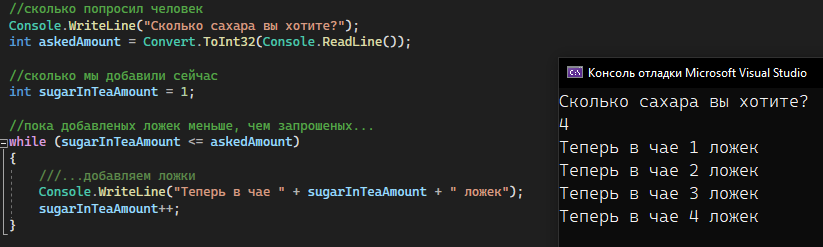 //сколько попросил человек
Console.WriteLine("Сколько сахара вы хотите?");
int askedAmount = Convert.ToInt32(Console.ReadLine());
//сколько мы добавили сейчас
int sugarInTeaAmount = 1;
//пока добавленых ложек меньше, чем запрошеных...
while (sugarInTeaAmount <= askedAmount)
{
///...добавляем ложки
Console.WriteLine("Теперь в чае " + sugarInTeaAmount + " ложек");
sugarInTeaAmount++;
}
Консоль отладки Microsoft Visual Studio
Сколько сахара вы хотите?
4
Теперь в чае 1 ложек
Теперь в чае 2 ложек
Теперь в чае 3 ложек
Теперь в чае 4 ложек